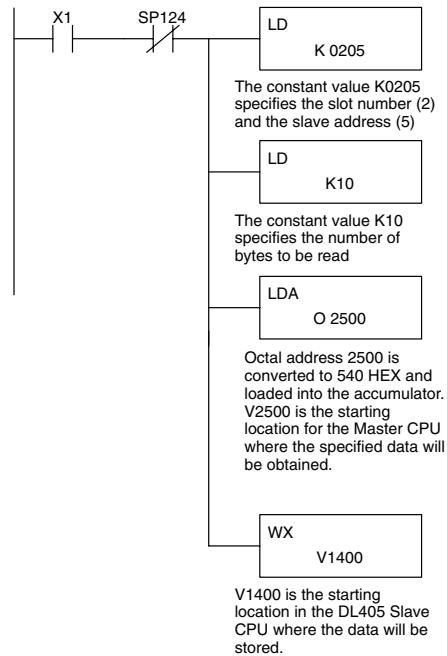 X1 SP124
LD
K 0205
The constant value K0205
specifies the slot number (2)
and the slave address (5)
LD
K10
The constant value K10
specifies the number of
bytes to be read
LDA
O 2500
Octal address 2500 is
converted to 540 HEX and
loaded into the accumulator.
V2500 is the starting
location for the Master CPU
where the specified data will
be obtained.
WX
V1400
V1400 is the starting
location in the DL405 Slave
CPU where the data will be
stored.